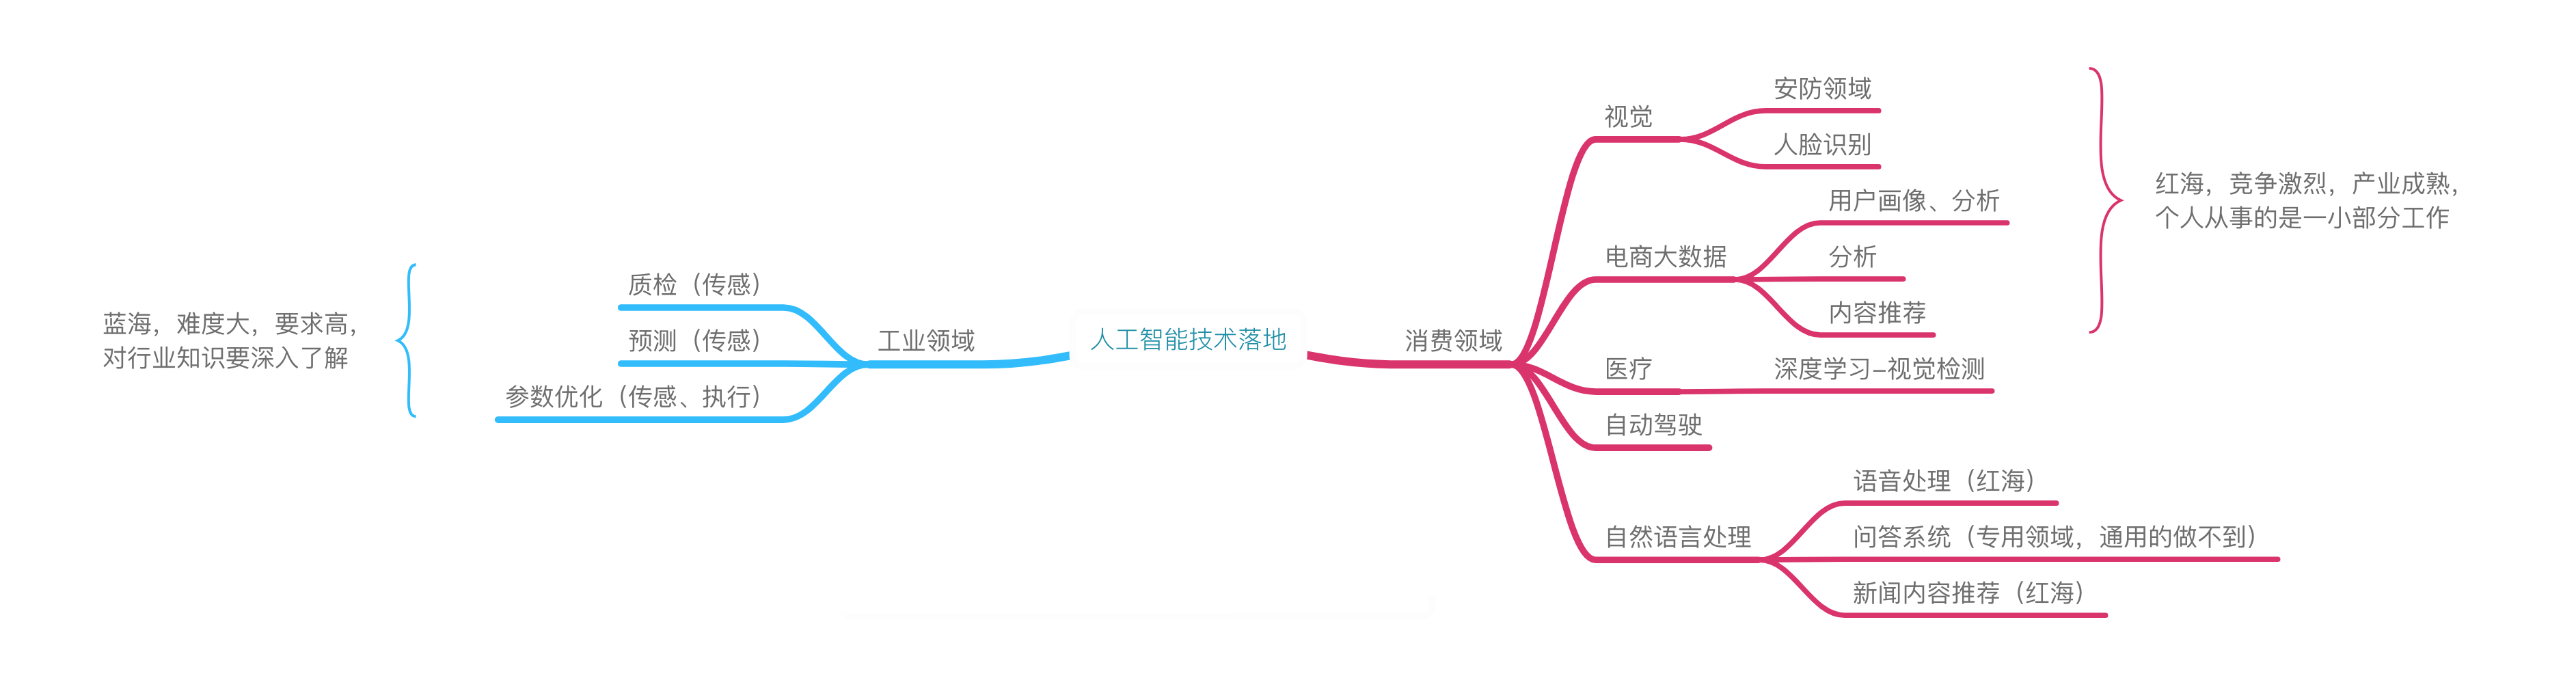 人工智能技术落地
消费领域
视觉
安防领域
人脸识别
电商大数据
用户画像、分析
分析
内容推荐
红海，竞争激烈，产业成熟，
个人从事的是一小部分工作
医疗
深度学习–视觉检测
自动驾驶
自然语言处理
语音处理（红海）
问答系统（专用领域，通用的做不到）
新闻内容推荐（红海）
工业领域
质检（传感）
预测（传感）
参数优化（传感、执行）
蓝海，难度大，要求高，
对行业知识要深入了解